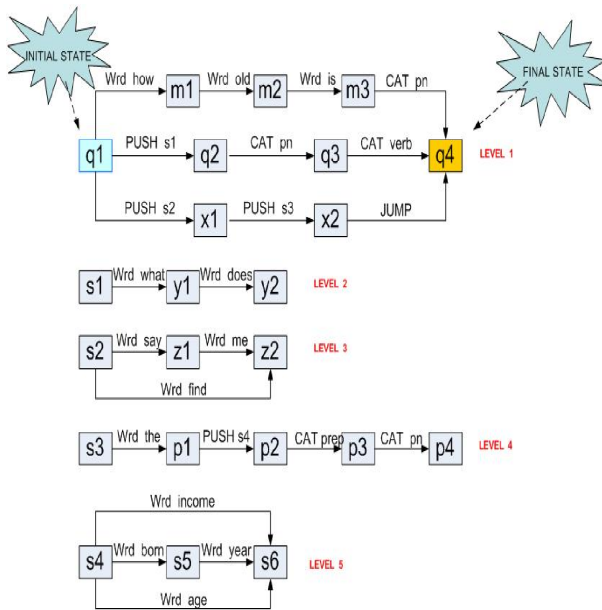 INITIAL STATE
FINAL STATE
Wrd how m1 Wrd old m2 Wrd is m3 CAT pn
q1 PUSH s1 q2 CAT pn q3 CAT verb q4 LEVEL 1
PUSH s2 x1 PUSH s3 x2 JUMP
s1 Wrd what y1 Wrd does y2 LEVEL 2
s2 Wrd say z1 Wrd me z2 LEVEL 3
Wrd find
s3 Wrd the p1 PUSH s4 p2 CAT prep p3 CAT pn p4 LEVEL 4
Wrd income
s4 Wrd born s5 Wrd year s6 LEVEL 5
Wrd age